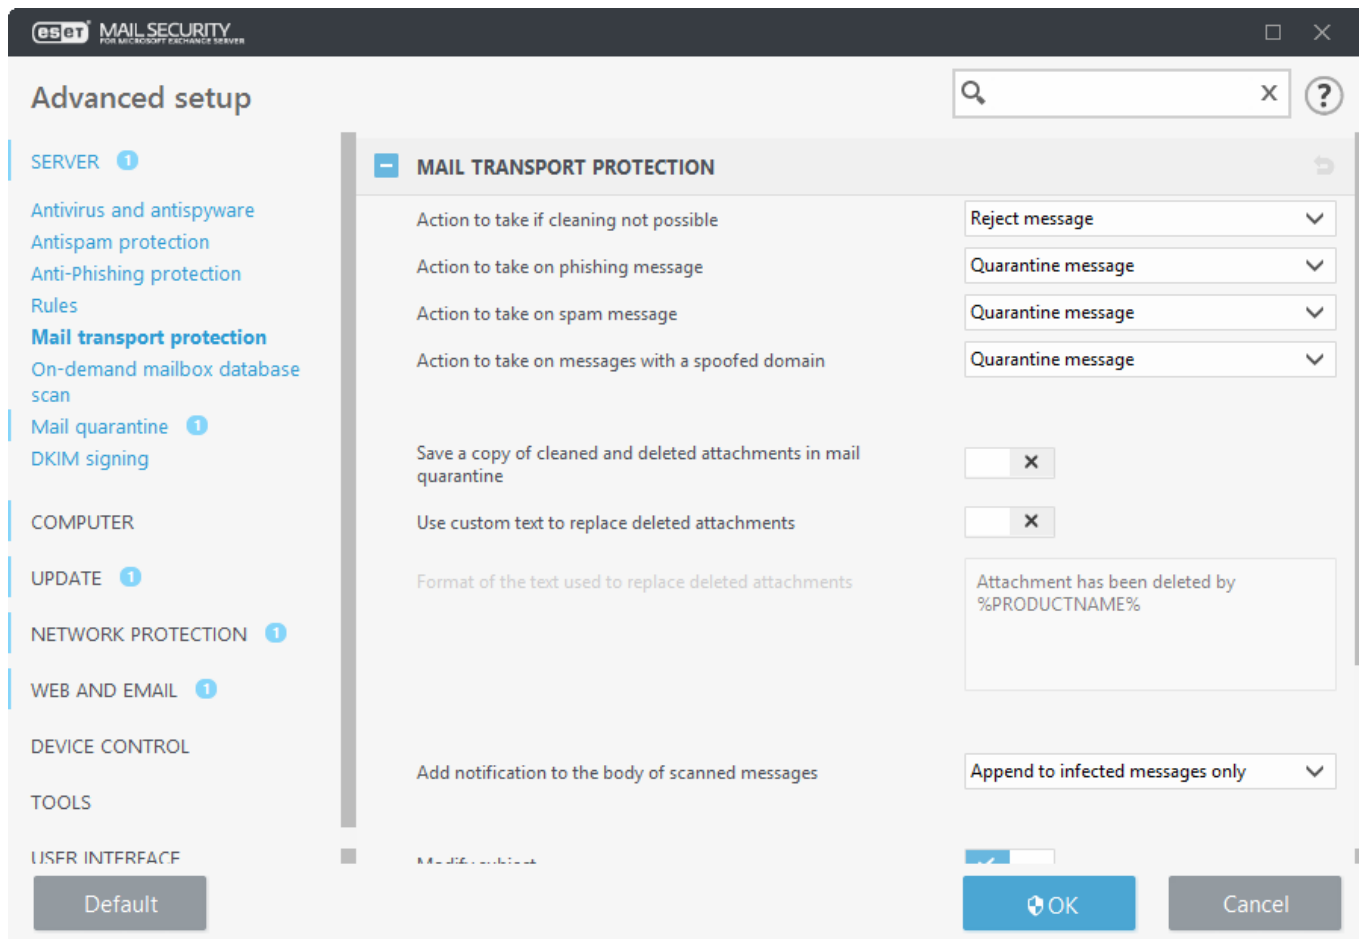 eset MAIL SECURITY
FOR MICROSOFT EXCHANGE SERVER
Advanced setup
x
?
SERVER 1
Antivirus and antispyware
Antispam protection
Anti-Phishing protection
Rules
Mail transport protection
On-demand mailbox database
scan
Mail quarantine 1
DKIM signing
COMPUTER
UPDATE 1
NETWORK PROTECTION 1
WEB AND EMAIL 1
DEVICE CONTROL
TOOLS
USER INTERFACE
MAIL TRANSPORT PROTECTION
Action to take if cleaning not possible
Reject message
Action to take on phishing message
Quarantine message
Action to take on spam message
Quarantine message
Action to take on messages with a spoofed domain
Quarantine message
Save a copy of cleaned and deleted attachments in mail
quarantine
Use custom text to replace deleted attachments
Format of the text used to replace deleted attachments
Attachment has been deleted by
%PRODUCTNAME%
Add notification to the body of scanned messages
Append to infected messages only
Modify subject
Default
OK
Cancel